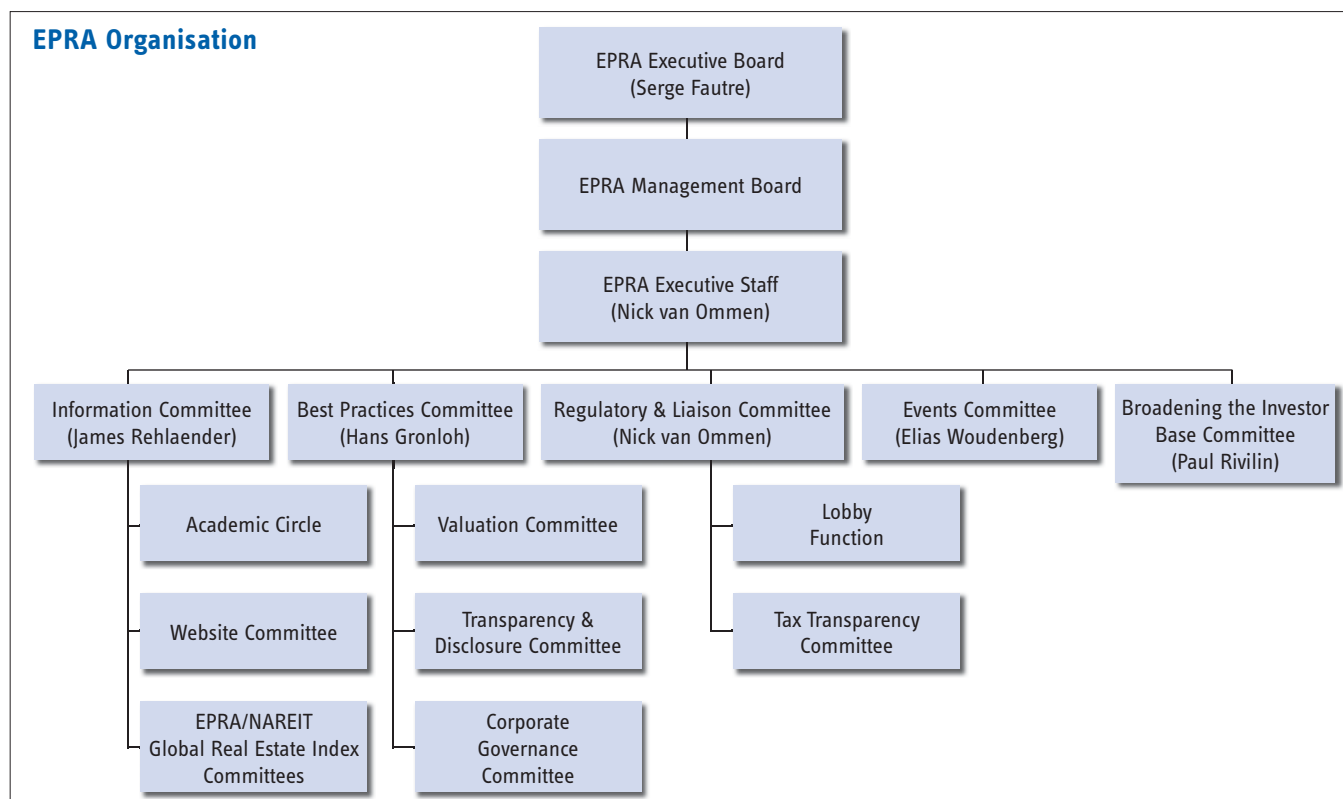 EPRA Organisation
EPRA Executive Board
(Serge Fautre)
EPRA Management Board
EPRA Executive Staff
(Nick van Ommen)
Information Committee
(James Rehlaender)
Best Practices Committee
(Hans Gronloh)
Regulatory & Liaison Committee
(Nick van Ommen)
Events Committee
(Elias Woudenberg)
Broadening the Investor
Base Committee
(Paul Rivilin)
Academic Circle
Valuation Committee
Lobby
Function
Website Committee
Transparency &
Disclosure Committee
Tax Transparency
Committee
EPRA/NAREIT
Global Real Estate Index
Committees
Corporate
Governance
Committee